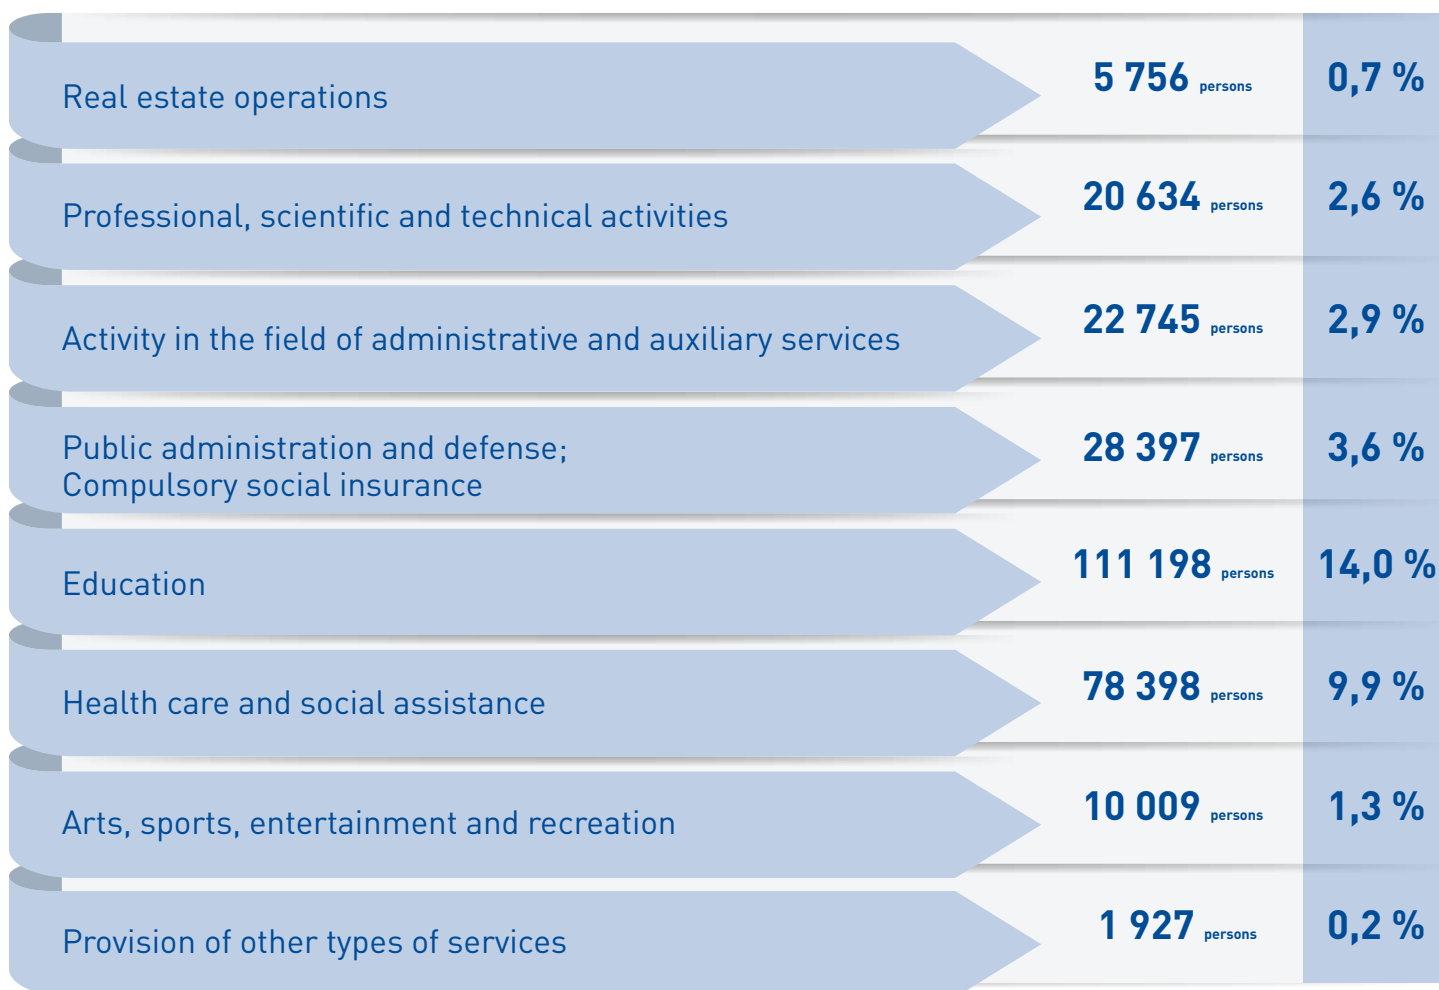 Real estate operations 5 756 persons 0,7 %
Professional, scientific and technical activities 20 634 persons 2,6 %
Activity in the field of administrative and auxiliary services 22 745 persons 2,9 %
Public administration and defense;
Compulsory social insurance 28 397 persons 3,6 %
Education 111 198 persons 14,0 %
Health care and social assistance 78 398 persons 9,9 %
Arts, sports, entertainment and recreation 10 009 persons 1,3 %
Provision of other types of services 1 927 persons 0,2 %